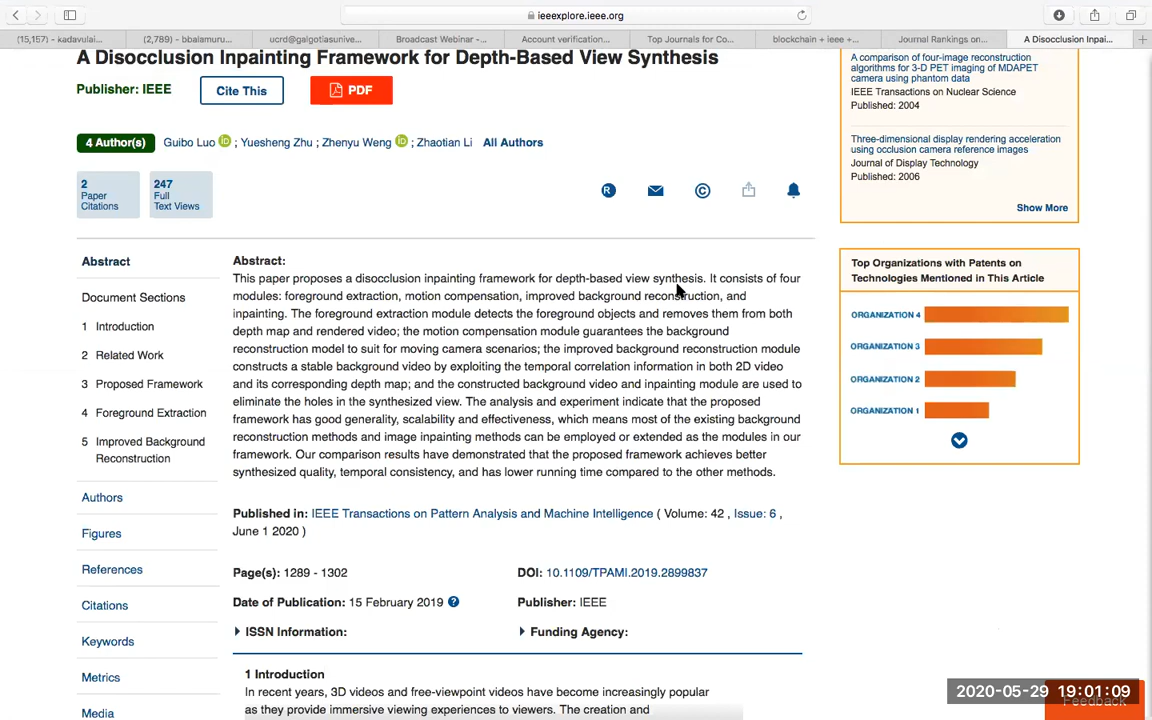 ieeexplore.ieee.org
(15,157) - kadavulai...
(2,789) - bbalamuru...
ucrd@galgotiasunive...
Broadcast Webinar -...
Account verification...
Top Journals for Co...
blockchain + ieee +...
Journal Rankings on...
A Disocclusion Inpai...
A Disocclusion Inpainting Framework for Depth-Based View Synthesis
Publisher: IEEE
Cite This
PDF
4 Author(s)
Guibo Luo ; Yuesheng Zhu ; Zhenyu Weng ; Zhaotian Li All Authors
2
Paper
Citations
247
Full
Text Views
Abstract
Document Sections
1 Introduction
2 Related Work
3 Proposed Framework
4 Foreground Extraction
5 Improved Background
Reconstruction
Authors
Figures
References
Citations
Keywords
Metrics
Media
Abstract:
This paper proposes a disocclusion inpainting framework for depth-based view synthesis. It consists of four
modules: foreground extraction, motion compensation, improved background reconstruction, and
inpainting. The foreground extraction module detects the foreground objects and removes them from both
depth map and rendered video; the motion compensation module guarantees the background
reconstruction model to suit for moving camera scenarios; the improved background reconstruction module
constructs a stable background video by exploiting the temporal correlation information in both 2D video
and its corresponding depth map; and the constructed background video and inpainting module are used to
eliminate the holes in the synthesized view. The analysis and experiment indicate that the proposed
framework has good generality, scalability and effectiveness, which means most of the existing background
reconstruction methods and image inpainting methods can be employed or extended as the modules in our
framework. Our comparison results have demonstrated that the proposed framework achieves better
synthesized quality, temporal consistency, and has lower running time compared to the other methods.
Published in: IEEE Transactions on Pattern Analysis and Machine Intelligence ( Volume: 42 , Issue: 6 ,
June 1 2020 )
Page(s): 1289 - 1302
DOI: 10.1109/TPAMI.2019.2899837
Date of Publication: 15 February 2019
Publisher: IEEE
ISSN Information:
Funding Agency:
1 Introduction
In recent years, 3D videos and free-viewpoint videos have become increasingly popular
as they provide immersive viewing experiences to viewers. The creation and
A comparison of four-image reconstruction
algorithms for 3-D PET imaging of MDAPET
camera using phantom data
IEEE Transactions on Nuclear Science
Published: 2004
Three-dimensional display rendering acceleration
using occlusion camera reference images
Journal of Display Technology
Published: 2006
Show More
Top Organizations with Patents on
Technologies Mentioned in This Article
ORGANIZATION 4
ORGANIZATION 3
ORGANIZATION 2
ORGANIZATION 1
2020-05-29 19:01:09
Feedback